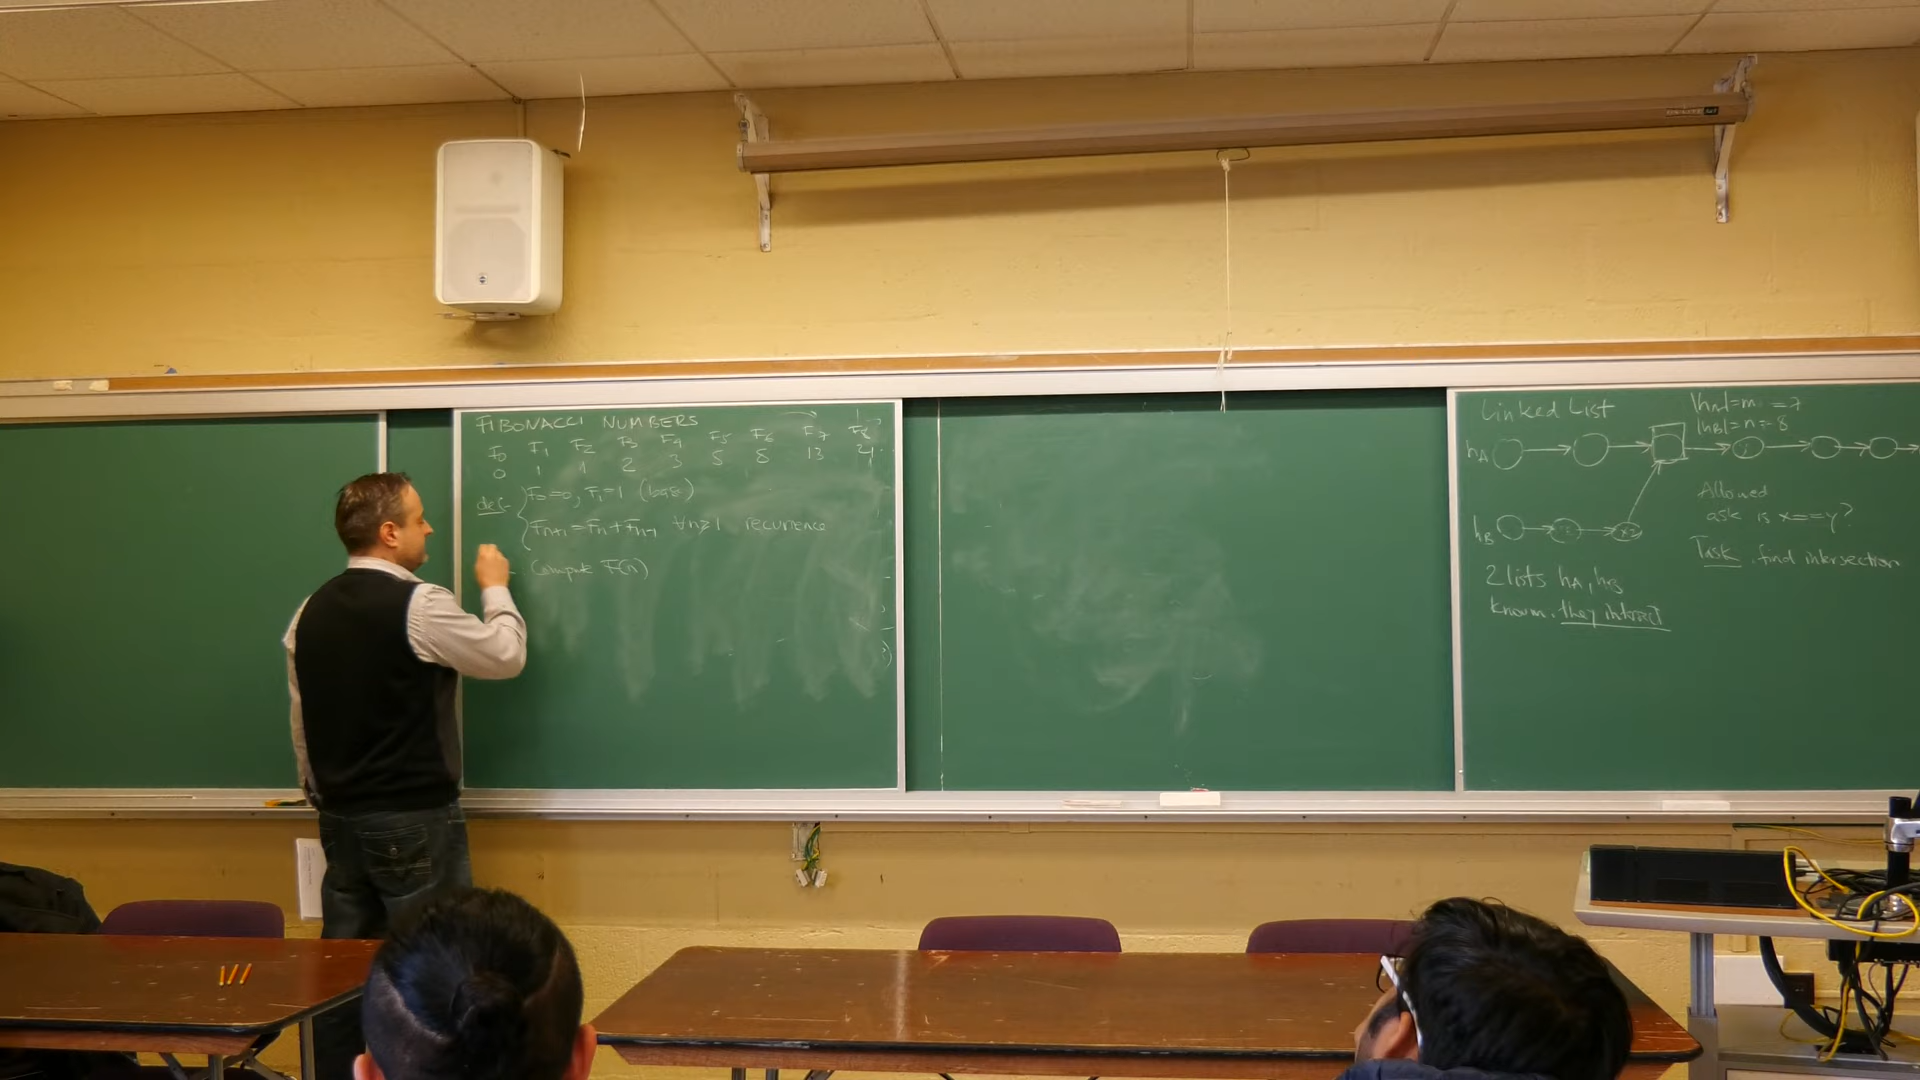 FIBONACCI NUMBERS
F0 F1 F2 F3 F4 F5 F6 F7 F8
0 1 1 2 3 5 8 13 21
def F0=0, F1=1 (base)
Fn+1=Fn+Fn-1 ∀n≥1 recurrence
Compute F(n)
Linked List
|hA|=m =7
|hB|=n=8
hA
hB
Allowed
ask is x==y?
Task: find intersection
2 lists hA, hB
known: they intersect